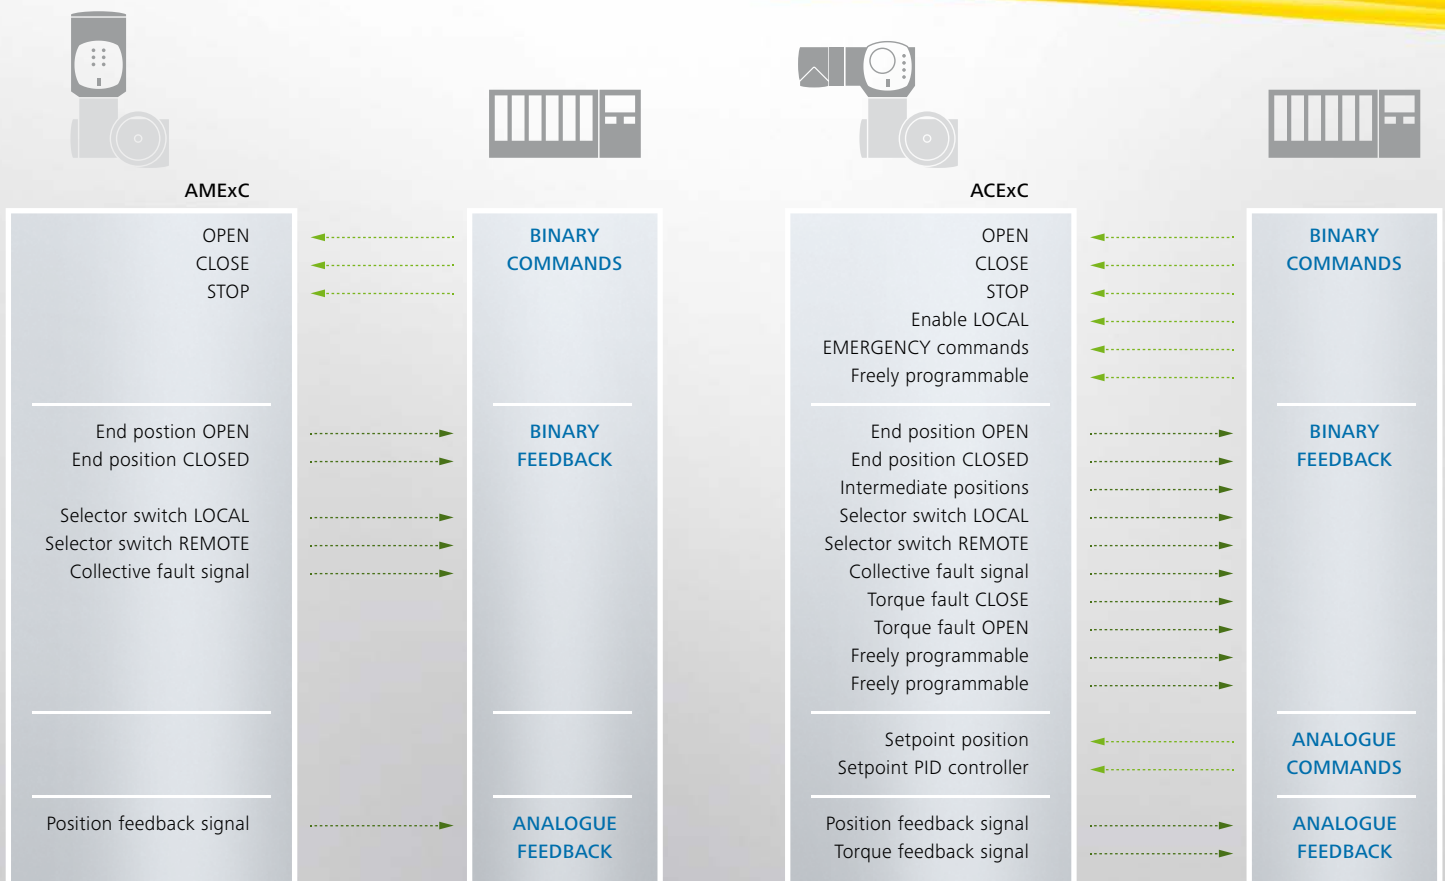 AMExC
OPEN
CLOSE
STOP
BINARY
COMMANDS
End postion OPEN
End position CLOSED
Selector switch LOCAL
Selector switch REMOTE
Collective fault signal
BINARY
FEEDBACK
Position feedback signal
ANALOGUE
FEEDBACK
ACExC
OPEN
CLOSE
STOP
Enable LOCAL
EMERGENCY commands
Freely programmable
BINARY
COMMANDS
End position OPEN
End position CLOSED
Intermediate positions
Selector switch LOCAL
Selector switch REMOTE
Collective fault signal
Torque fault CLOSE
Torque fault OPEN
Freely programmable
Freely programmable
BINARY
FEEDBACK
Setpoint position
Setpoint PID controller
ANALOGUE
COMMANDS
Position feedback signal
Torque feedback signal
ANALOGUE
FEEDBACK